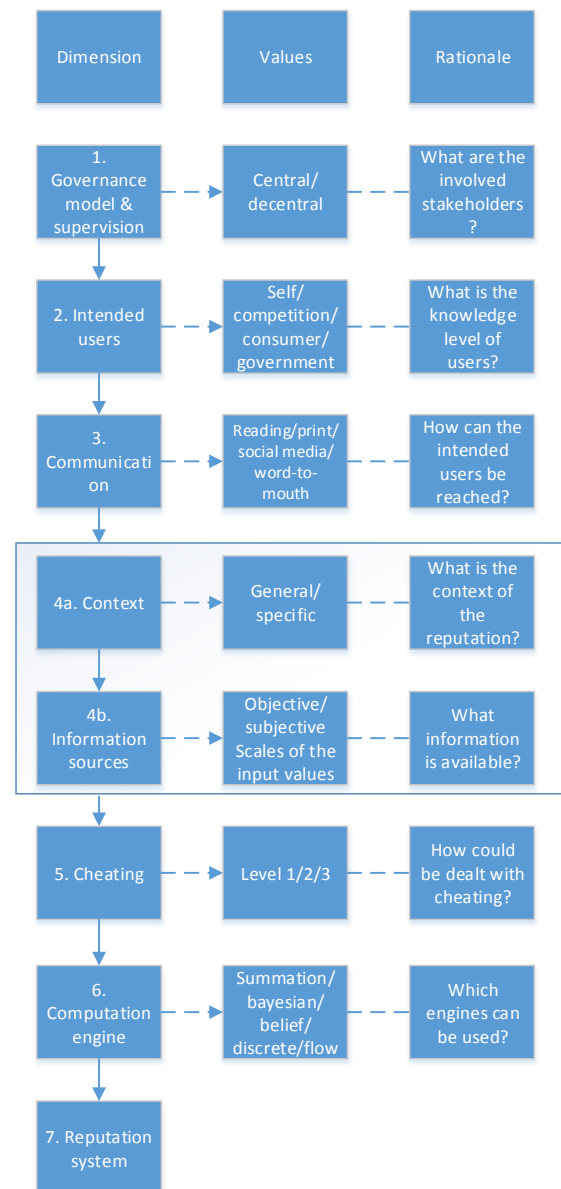 Dimension
Values
Rationale
1.
Governance
model &
supervision
Central/
decentral
What are the
involved
stakeholders
?
2. Intended
users
Self/
competition/
consumer/
government
What is the
knowledge
level of
users?
3.
Communicati
on
Reading/print/
social media/
word-to-
mouth
How can the
intended
users be
reached?
4a. Context
General/
specific
What is the
context of
the
reputation?
4b.
Information
sources
Objective/
subjective
Scales of the
input values
What
information
is available?
5. Cheating
Level 1/2/3
How could
be dealt with
cheating?
6.
Computation
engine
Summation/
bayesian/
belief/
discrete/flow
Which
engines can
be used?
7. Reputation
system